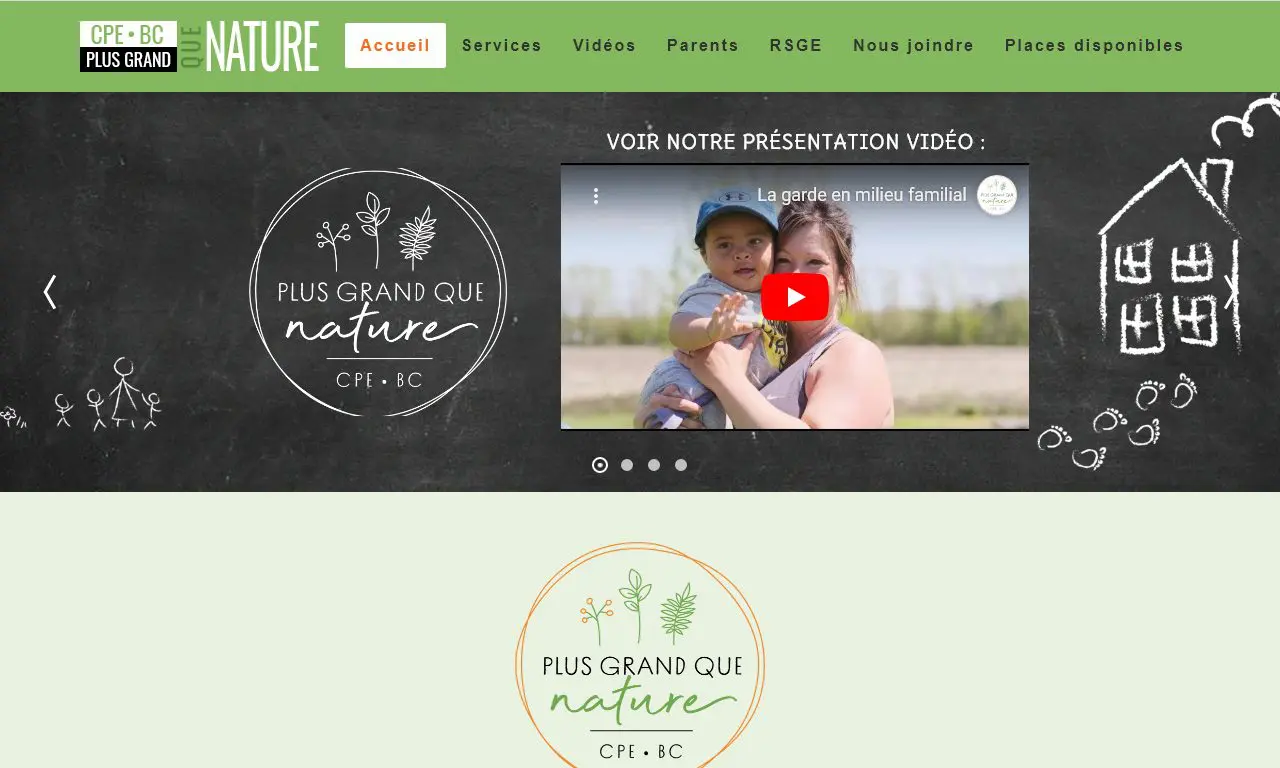 CPE • BC
PLUS GRAND QUE NATURE
Accueil Services Vidéos Parents RSGE Nous joindre Places disponibles
VOIR NOTRE PRÉSENTATION VIDÉO :
La garde en milieu familial
PLUS GRAND QUE
nature
CPE • BC
PLUS GRAND QUE
nature
CPE • BC